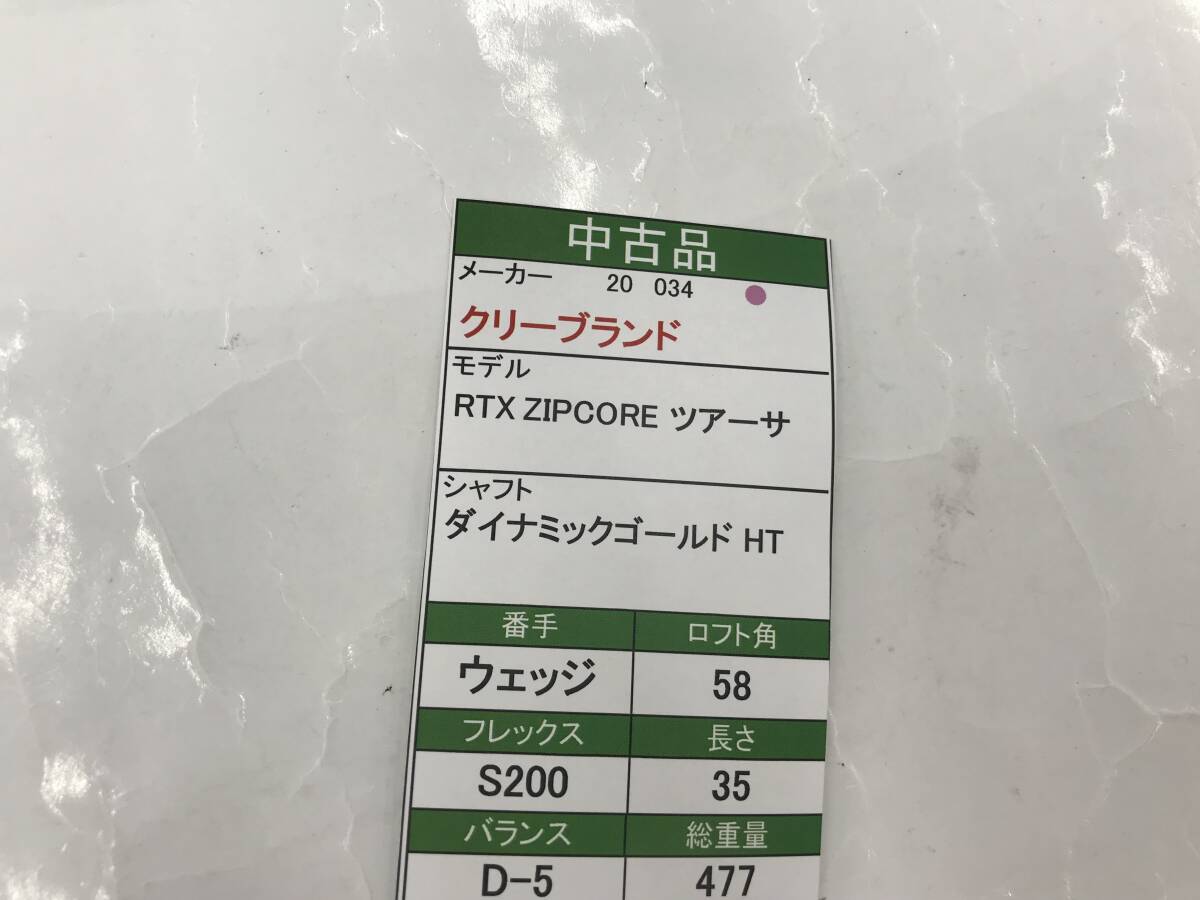 中古品
メーカー 20 034
クリーブランド
モデル
RTX ZIPCORE ツアーサ
シャフト
ダイナミックゴールド HT
番手 ロフト角
ウェッジ 58
フレックス 長さ
S200 35
バランス 総重量
D-5 477